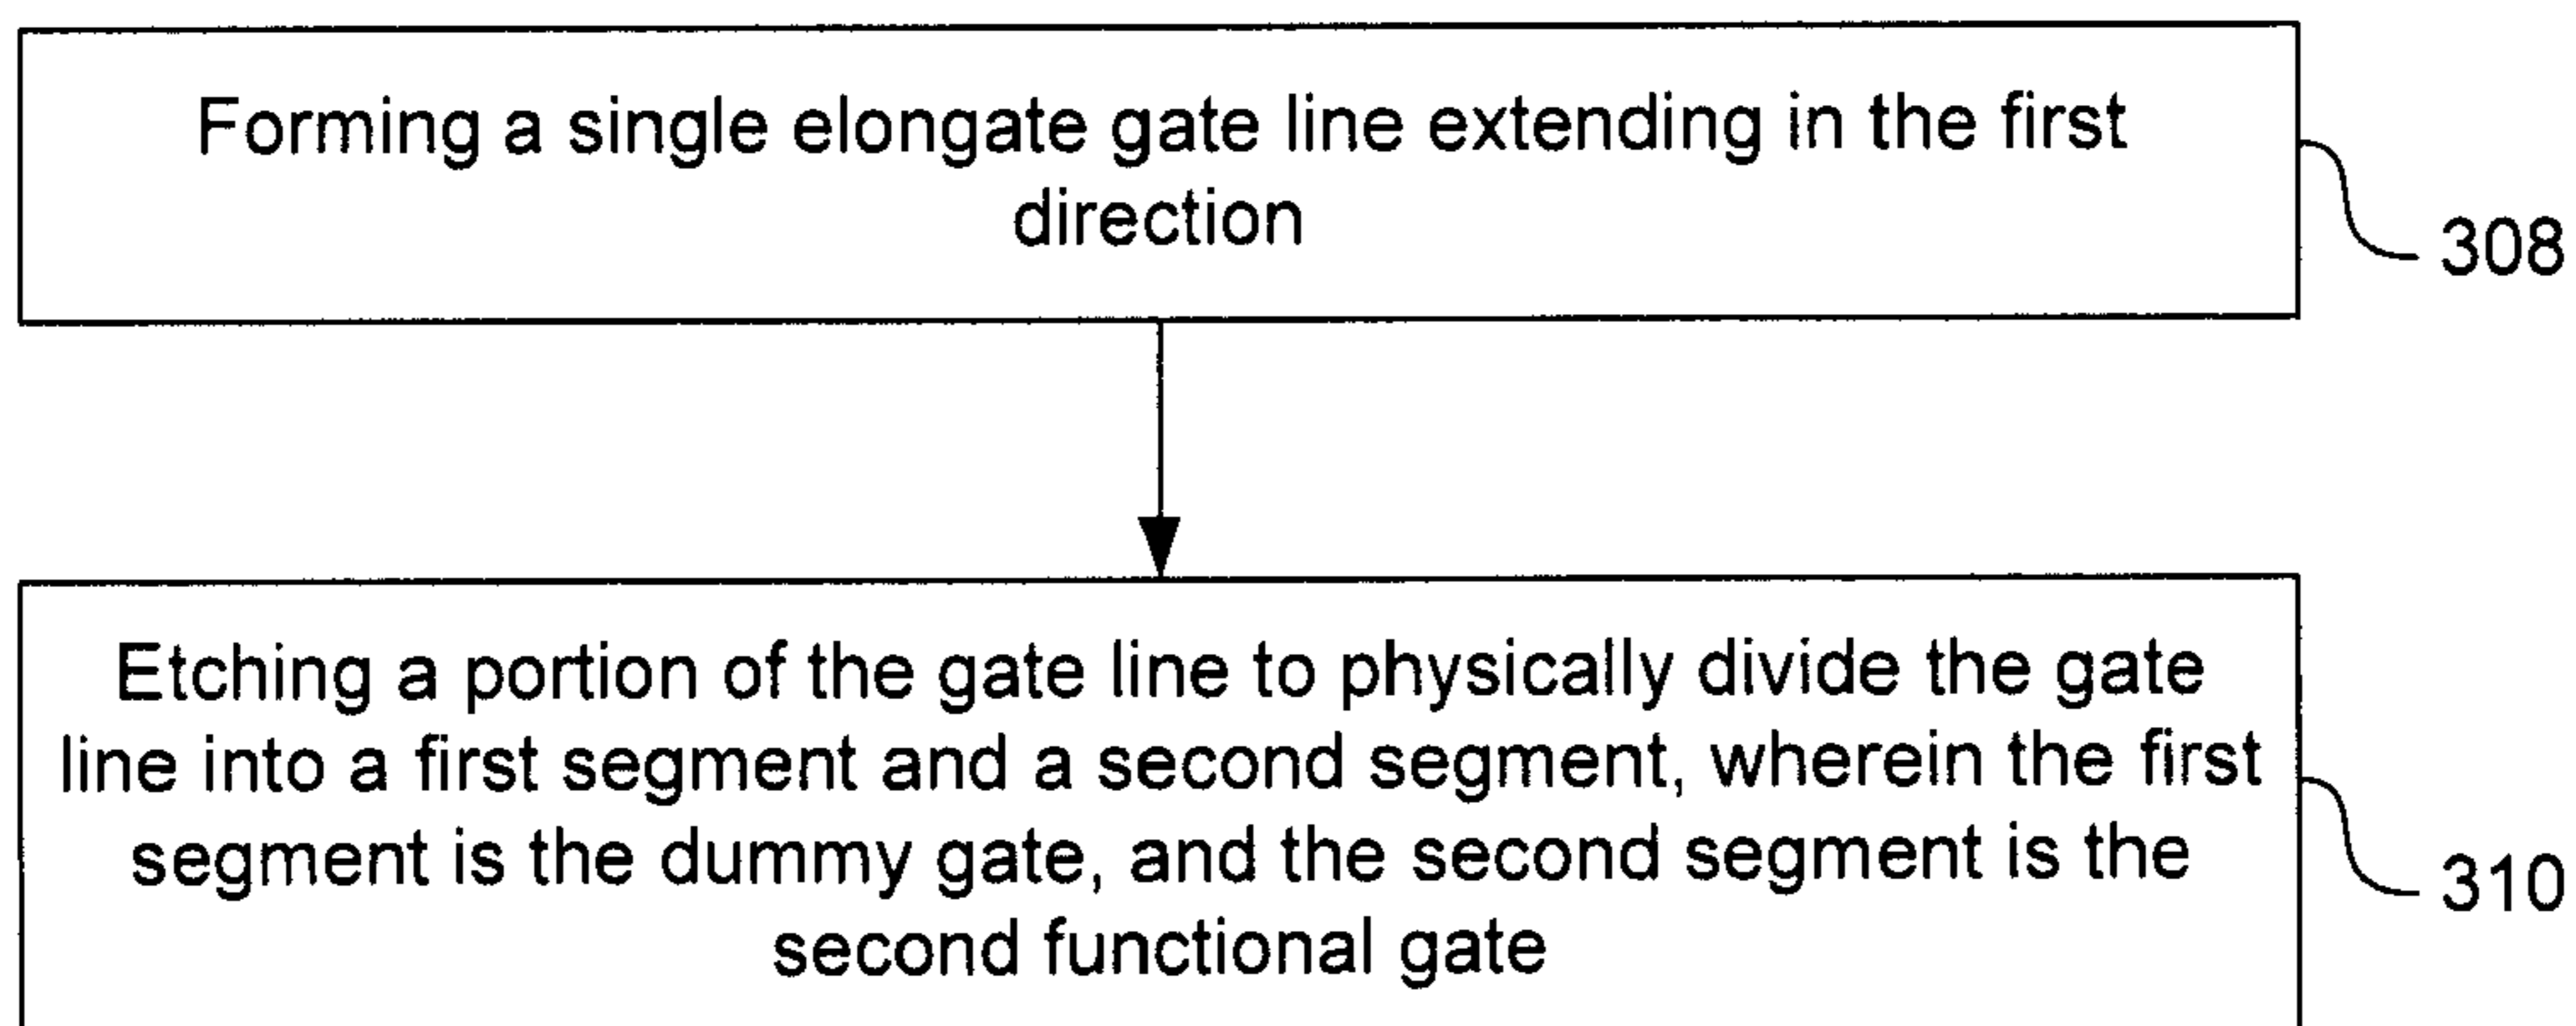 Forming a single elongate gate line extending in the first
direction
308
Etching a portion of the gate line to physically divide the gate
line into a first segment and a second segment, wherein the first
segment is the dummy gate, and the second segment is the
second functional gate
310